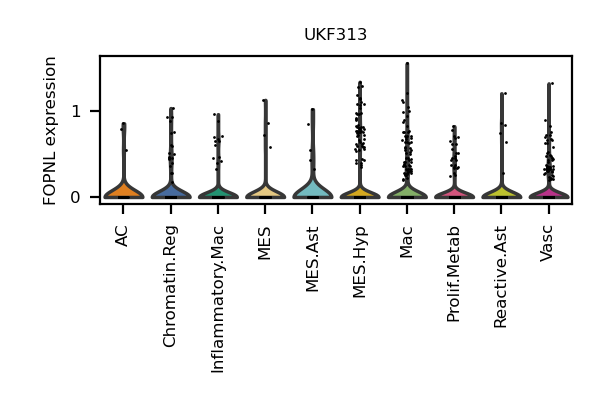 UKF313
FOPNL expression
1
0
AC
Chromatin.Reg
Inflammatory.Mac
MES
MES.Ast
MES.Hyp
Mac
Prolif.Metab
Reactive.Ast
Vasc